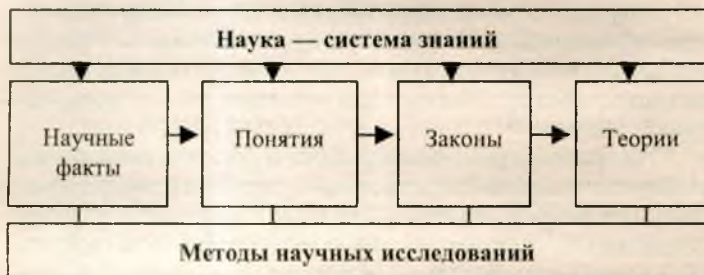 Наука — система знаний
Научные
факты
Понятия
Законы
Теории
Методы научных исследований